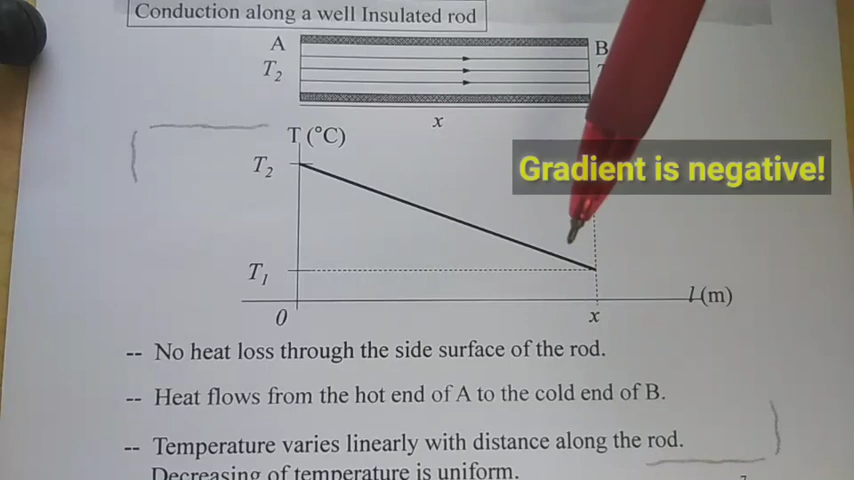 Conduction along a well Insulated rod
A B
T₂
x
T (°C)
Gradient is negative!
T₂
T₁
l (m)
0 x
-- No heat loss through the side surface of the rod.
-- Heat flows from the hot end of A to the cold end of B.
-- Temperature varies linearly with distance along the rod.
Decreasing of temperature is uniform.